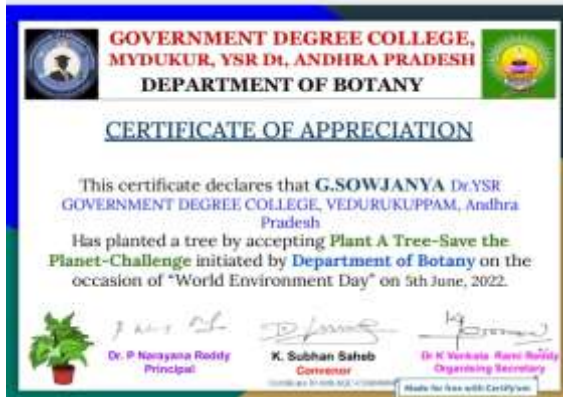 GOVERNMENT DEGREE COLLEGE,
MYDUKUR, YSR Dt, ANDHRA PRADESH
DEPARTMENT OF BOTANY
CERTIFICATE OF APPRECIATION
This certificate declares that G.SOWJANYA Dr.YSR
GOVERNMENT DEGREE COLLEGE, VEDURUKUPPAM, Andhra
Pradesh
Has planted a tree by accepting Plant A Tree-Save the
Planet-Challenge initiated by Department of Botany on the
occasion of "World Environment Day" on 5th June, 2022.
Dr. P Narayana Reddy
Principal
K. Subhan Saheb
Convenor
Dr K Venkata Rami Reddy
Organising Secretary
Made for free with Certify'em